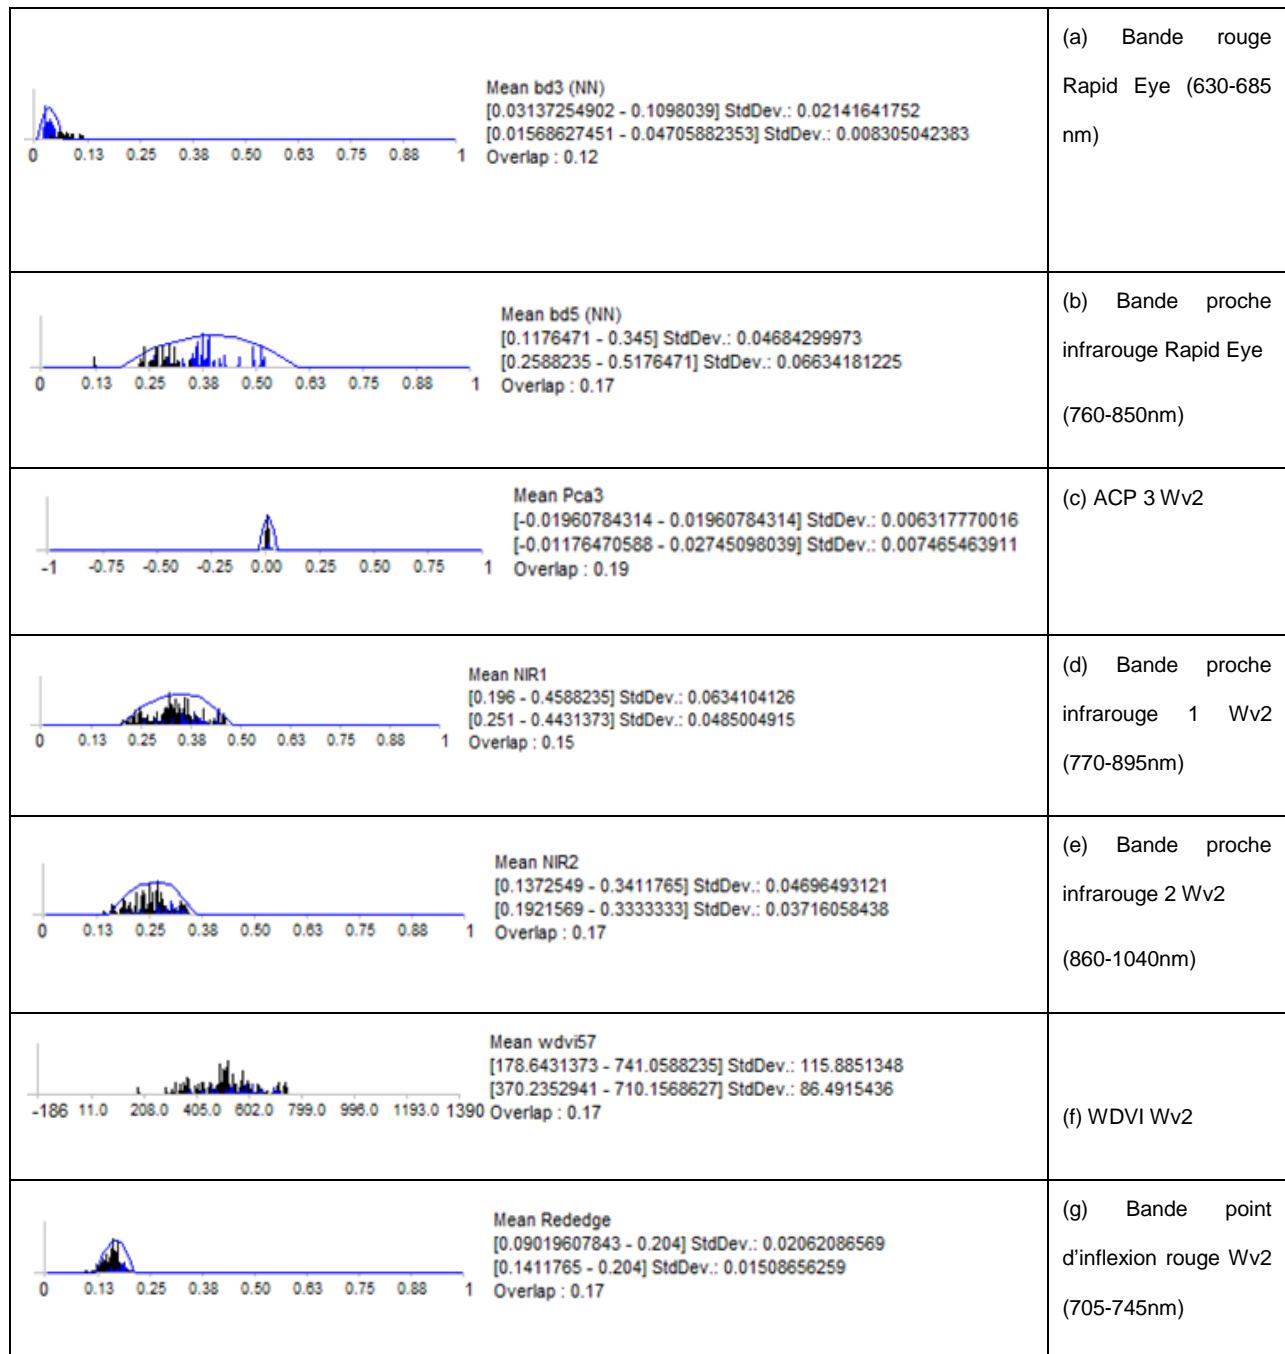 Mean bd3 (NN)
[0.03137254902 - 0.1098039] StdDev.: 0.02141641752
[0.01568627451 - 0.04705882353] StdDev.: 0.008305042383
Overlap : 0.12
0 0.13 0.25 0.38 0.50 0.63 0.75 0.88 1
(a) Bande rouge
Rapid Eye (630-685
nm)
Mean bd5 (NN)
[0.1176471 - 0.345] StdDev.: 0.04684299973
[0.2588235 - 0.5176471] StdDev.: 0.06634181225
Overlap : 0.17
0 0.13 0.25 0.38 0.50 0.63 0.75 0.88 1
(b) Bande proche
infrarouge Rapid Eye
(760-850nm)
Mean Pca3
[-0.01960784314 - 0.01960784314] StdDev.: 0.006317770016
[-0.01176470588 - 0.02745098039] StdDev.: 0.007465463911
Overlap : 0.19
-1 -0.75 -0.50 -0.25 0.00 0.25 0.50 0.75 1
(c) ACP 3 Wv2
Mean NIR1
[0.196 - 0.4588235] StdDev.: 0.0634104126
[0.251 - 0.4431373] StdDev.: 0.0485004915
Overlap : 0.15
0 0.13 0.25 0.38 0.50 0.63 0.75 0.88 1
(d) Bande proche
infrarouge 1 Wv2
(770-895nm)
Mean NIR2
[0.1372549 - 0.3411765] StdDev.: 0.04696493121
[0.1921569 - 0.3333333] StdDev.: 0.03716058438
Overlap : 0.17
0 0.13 0.25 0.38 0.50 0.63 0.75 0.88 1
(e) Bande proche
infrarouge 2 Wv2
(860-1040nm)
Mean wdvi57
[178.6431373 - 741.0588235] StdDev.: 115.8851348
[370.2352941 - 710.1568627] StdDev.: 86.4915436
Overlap : 0.17
-186 11.0 208.0 405.0 602.0 799.0 996.0 1193.0 1390
(f) WDVI Wv2
Mean Rededge
[0.09019607843 - 0.204] StdDev.: 0.02062086569
[0.1411765 - 0.204] StdDev.: 0.01508656259
Overlap : 0.17
0 0.13 0.25 0.38 0.50 0.63 0.75 0.88 1
(g) Bande point
d'inflexion rouge Wv2
(705-745nm)